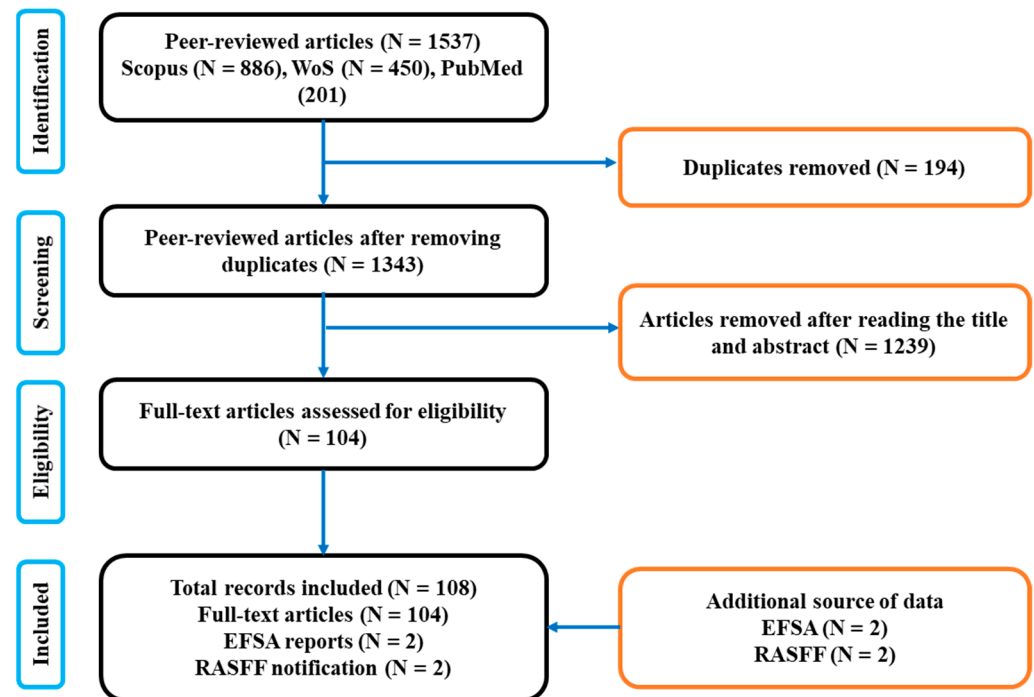 Identification
Peer-reviewed articles (N = 1537)
Scopus (N = 886), WoS (N = 450), PubMed
(201)
Duplicates removed (N = 194)
Screening
Peer-reviewed articles after removing
duplicates (N = 1343)
Articles removed after reading the title
and abstract (N = 1239)
Eligibility
Full-text articles assessed for eligibility
(N = 104)
Included
Total records included (N = 108)
Full-text articles (N = 104)
EFSA reports (N = 2)
RASFF notification (N = 2)
Additional source of data
EFSA (N = 2)
RASFF (N = 2)